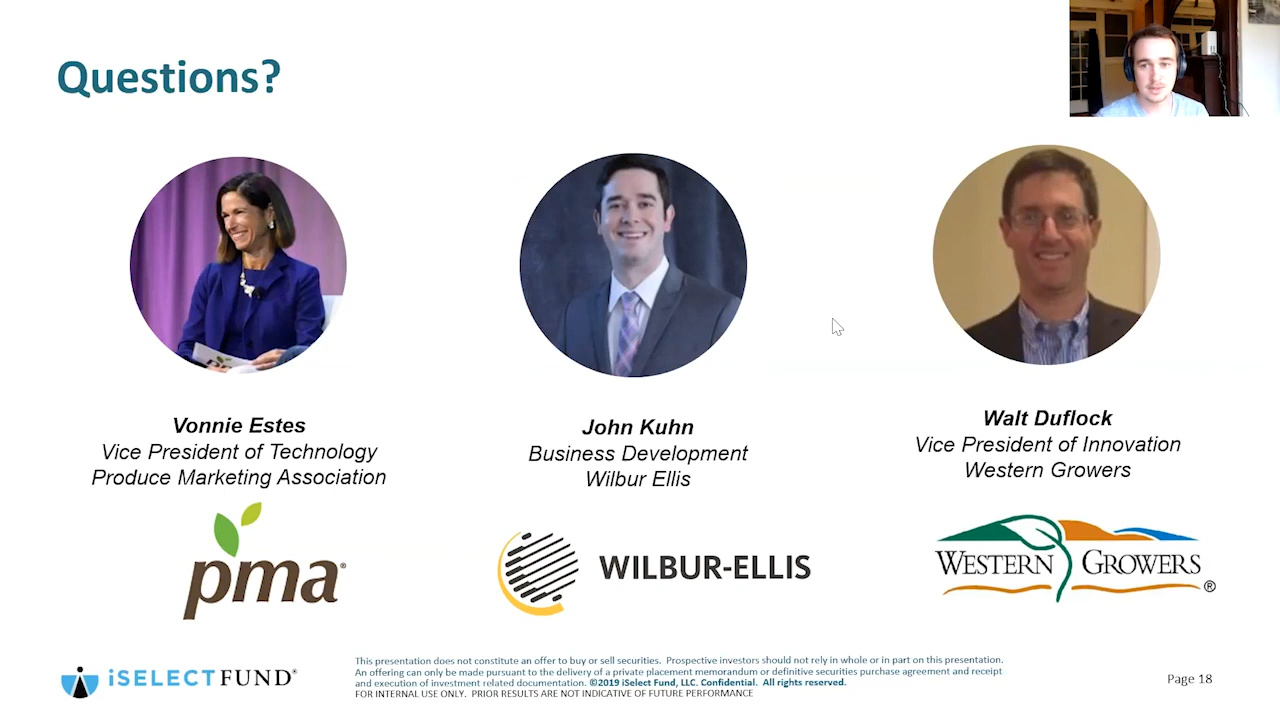 Questions?
Vonnie Estes
Vice President of Technology
Produce Marketing Association
John Kuhn
Business Development
Wilbur Ellis
Walt Duflock
Vice President of Innovation
Western Growers
pma®
WILBUR-ELLIS
WESTERN GROWERS®
iSELECTFUND®
This presentation does not constitute an offer to buy or sell securities. Prospective investors should not rely in whole or in part on this presentation.
An offering can only be made pursuant to the delivery of a private placement memorandum or definitive securities purchase agreement and receipt
and execution of investment related documentation. ©2019 iSelect Fund, LLC. Confidential. All rights reserved.
FOR INTERNAL USE ONLY. PRIOR RESULTS ARE NOT INDICATIVE OF FUTURE PERFORMANCE
Page 18